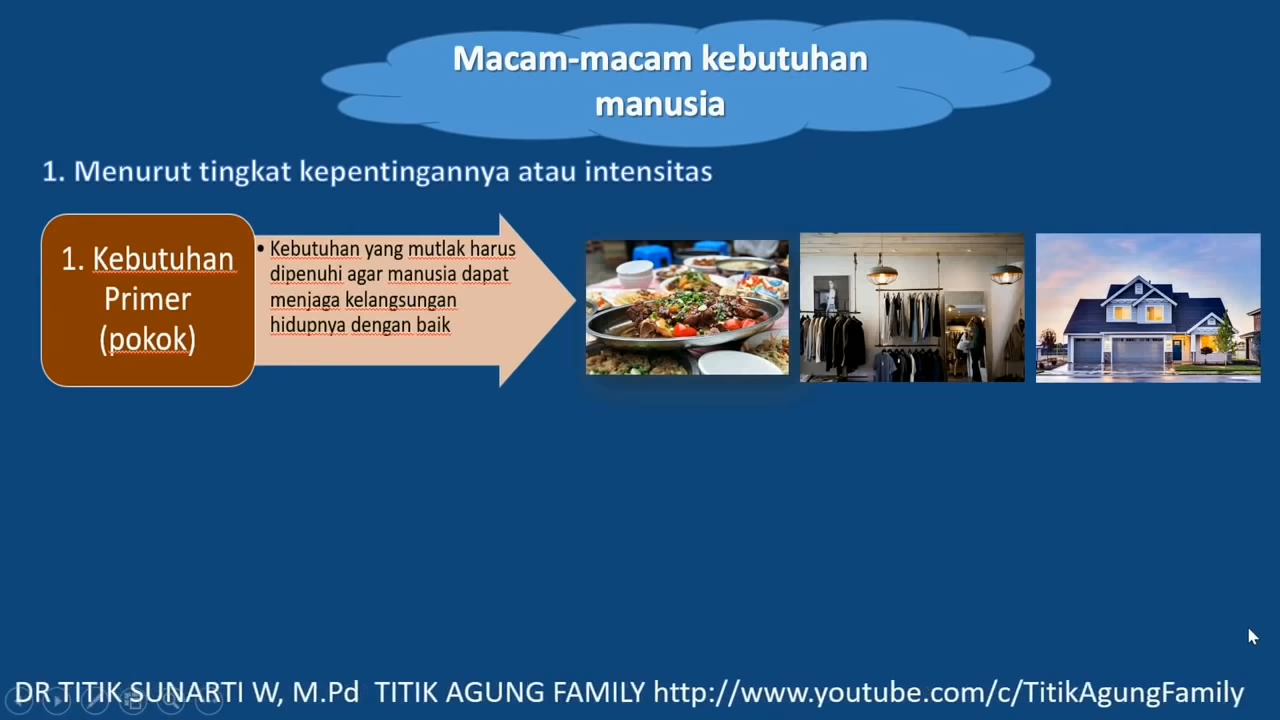 Macam-macam kebutuhan
manusia
1. Menurut tingkat kepentingannya atau intensitas
1. Kebutuhan
Primer
(pokok)
• Kebutuhan yang mutlak harus
dipenuhi agar manusia dapat
menjaga kelangsungan
hidupnya dengan baik
DR TITIK SUNARTI W, M.Pd TITIK AGUNG FAMILY http://www.youtube.com/c/TitikAgungFamily